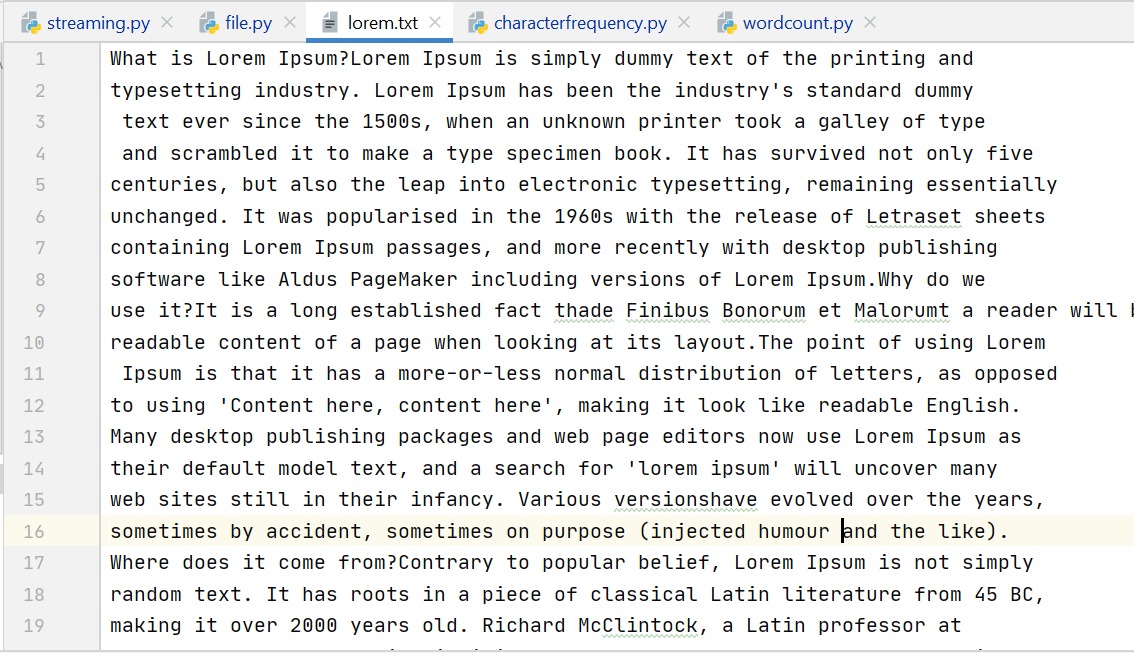 streaming.py file.py lorem.txt characterfrequency.py wordcount.py
1 What is Lorem Ipsum?Lorem Ipsum is simply dummy text of the printing and
2 typesetting industry. Lorem Ipsum has been the industry's standard dummy
3 text ever since the 1500s, when an unknown printer took a galley of type
4 and scrambled it to make a type specimen book. It has survived not only five
5 centuries, but also the leap into electronic typesetting, remaining essentially
6 unchanged. It was popularised in the 1960s with the release of Letraset sheets
7 containing Lorem Ipsum passages, and more recently with desktop publishing
8 software like Aldus PageMaker including versions of Lorem Ipsum.Why do we
9 use it?It is a long established fact thade Finibus Bonorum et Malorumt a reader will
10 readable content of a page when looking at its layout.The point of using Lorem
11 Ipsum is that it has a more-or-less normal distribution of letters, as opposed
12 to using 'Content here, content here', making it look like readable English.
13 Many desktop publishing packages and web page editors now use Lorem Ipsum as
14 their default model text, and a search for 'lorem ipsum' will uncover many
15 web sites still in their infancy. Various versionshave evolved over the years,
16 sometimes by accident, sometimes on purpose (injected humour and the like).
17 Where does it come from?Contrary to popular belief, Lorem Ipsum is not simply
18 random text. It has roots in a piece of classical Latin literature from 45 BC,
19 making it over 2000 years old. Richard McClintock, a Latin professor at